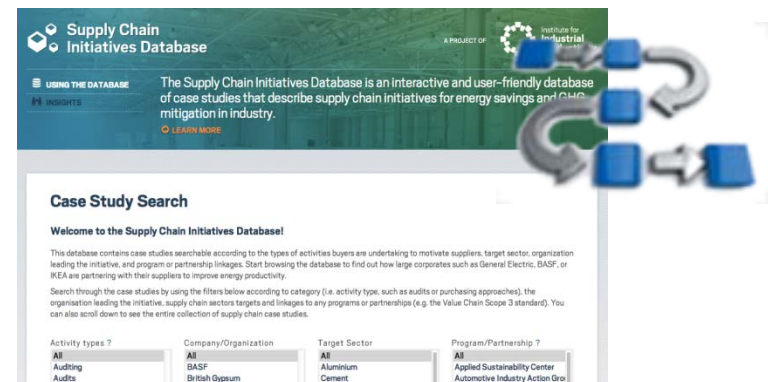 Supply Chain
Initiatives Database
A PROJECT OF
Institute for
Industrial
USING THE DATABASE
INSIGHTS
The Supply Chain Initiatives Database is an interactive and user-friendly database
of case studies that describe supply chain initiatives for energy savings and GHG
mitigation in industry.
LEARN MORE
Case Study Search
Welcome to the Supply Chain Initiatives Database!
This database contains case studies searchable according to the types of activities buyers are undertaking to motivate suppliers, target sector, organization
leading the initiative, and program or partnership linkages. Start browsing the database to find out how large corporates such as General Electric, BASF, or
IKEA are partnering with their suppliers to improve energy productivity.
Search through the case studies by using the filters below according to category (i.e. activity type, such as audits or purchasing approaches), the
organisation leading the initiative, supply chain sectors targets and linkages to any programs or partnerships (e.g. the Value Chain Scope 3 standard). You
can also scroll down to see the entire collection of supply chain case studies.
Activity types ? Company/Organization Target Sector Program/Partnership ?
All All All All
Auditing BASF Aluminium Applied Sustainability Center
Audits British Gypsum Cement Automotive Industry Action